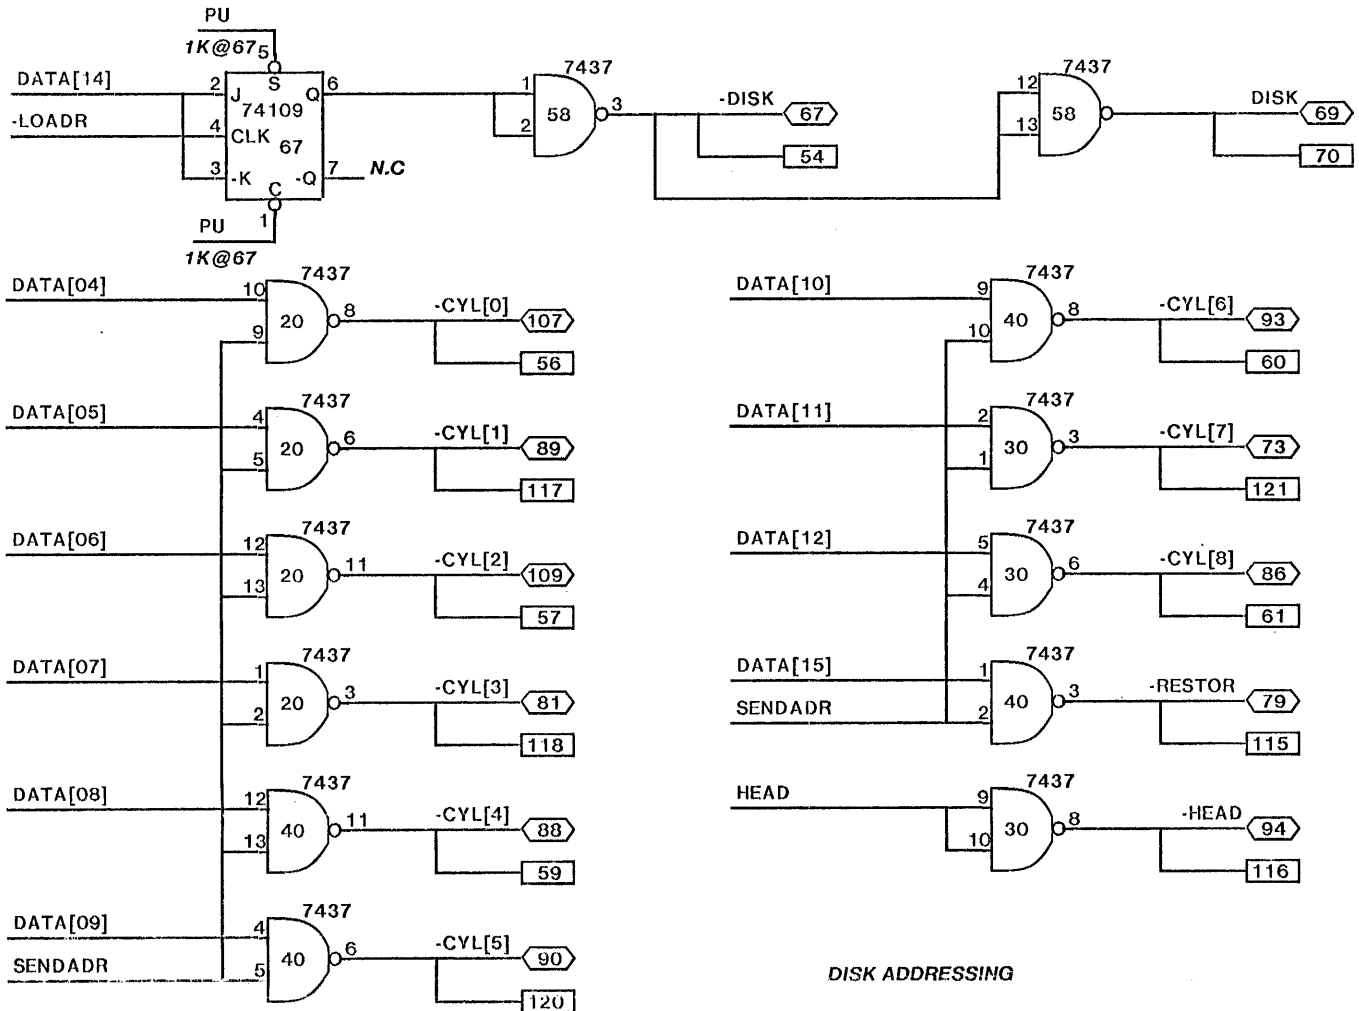 PU
1K@67 5
DATA[14] 2 J S Q 6
74109
-LOADR 4 CLK 67
3 -K C -Q 7 N.C
1
PU
1K@67
7437
1 2 58 3
-DISK 67
54
7437
12 13 58
DISK 69
70
7437
DATA[04] 10 9 20 8 -CYL[0] 107
56
7437
DATA[05] 4 5 20 6 -CYL[1] 89
117
7437
DATA[06] 12 13 20 11 -CYL[2] 109
57
7437
DATA[07] 1 2 20 3 -CYL[3] 81
118
7437
DATA[08] 12 13 40 11 -CYL[4] 88
59
7437
DATA[09] 4 40 6 -CYL[5] 90
SENDADR 5
120
7437
DATA[10] 9 10 40 8 -CYL[6] 93
60
7437
DATA[11] 2 1 30 3 -CYL[7] 73
121
7437
DATA[12] 5 4 30 6 -CYL[8] 86
61
7437
DATA[15] 1 40 3 -RESTOR 79
SENDADR 2
115
7437
HEAD 9 10 30 8 -HEAD 94
116
DISK ADDRESSING